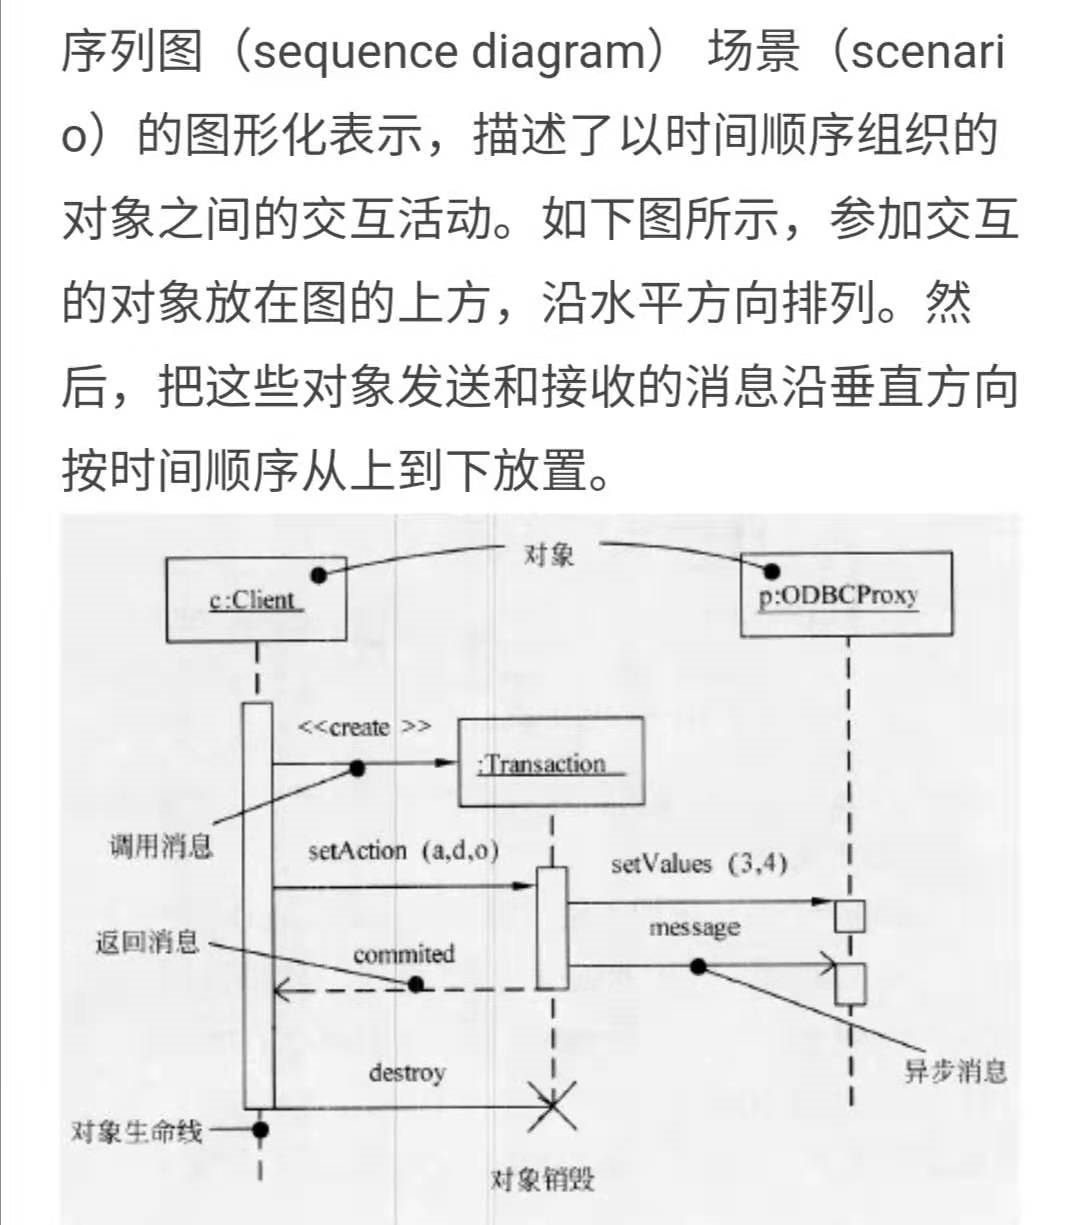 序列图（sequence diagram） 场景（scenari
o）的图形化表示，描述了以时间顺序组织的
对象之间的交互活动。如下图所示，参加交互
的对象放在图的上方，沿水平方向排列。然
后，把这些对象发送和接收的消息沿垂直方向
按时间顺序从上到下放置。
对象
c:Client
p:ODBCProxy
<<create >>
:Transaction
调用消息
setAction (a,d,o)
setValues (3,4)
返回消息
commited
message
异步消息
destroy
对象生命线
对象销毁